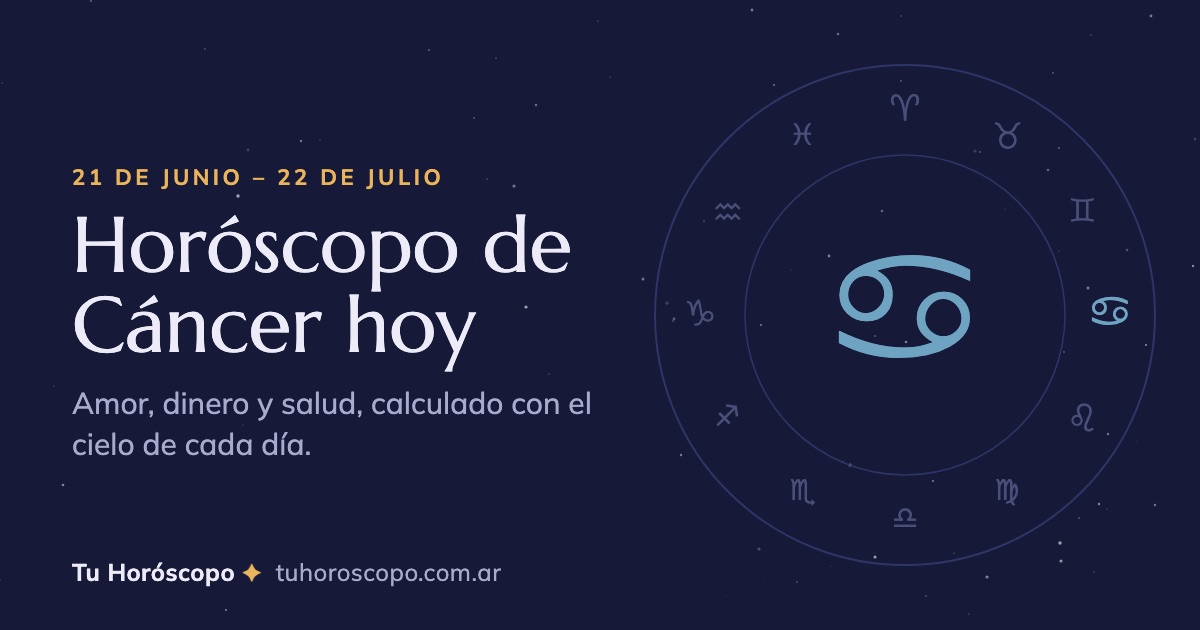 21 DE JUNIO – 22 DE JULIO
Horóscopo de
Cáncer hoy
Amor, dinero y salud, calculado con el
cielo de cada día.
Tu Horóscopo ✦ tuhoroscopo.com.ar